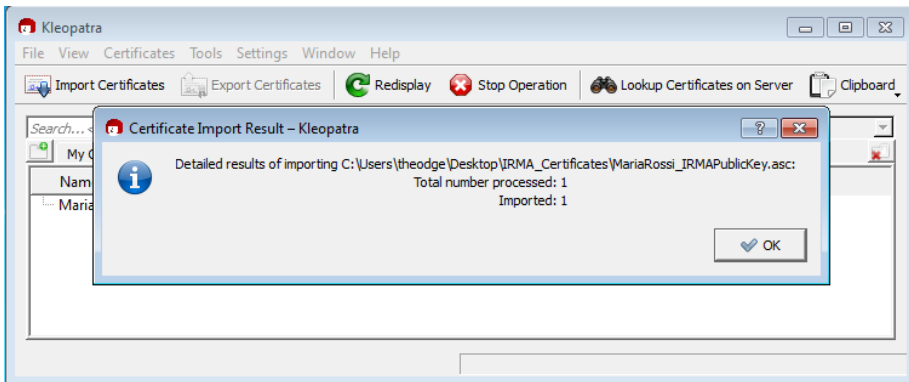 Kleopatra
File View Certificates Tools Settings Window Help
Import Certificates Export Certificates Redisplay Stop Operation Lookup Certificates on Server Clipboard
Search...
Certificate Import Result – Kleopatra
My
Detailed results of importing C:\Users\theodge\Desktop\IRMA_Certificates\MariaRossi_IRMAPublicKey.asc:
Total number processed: 1
Imported: 1
Nam
Maria
OK